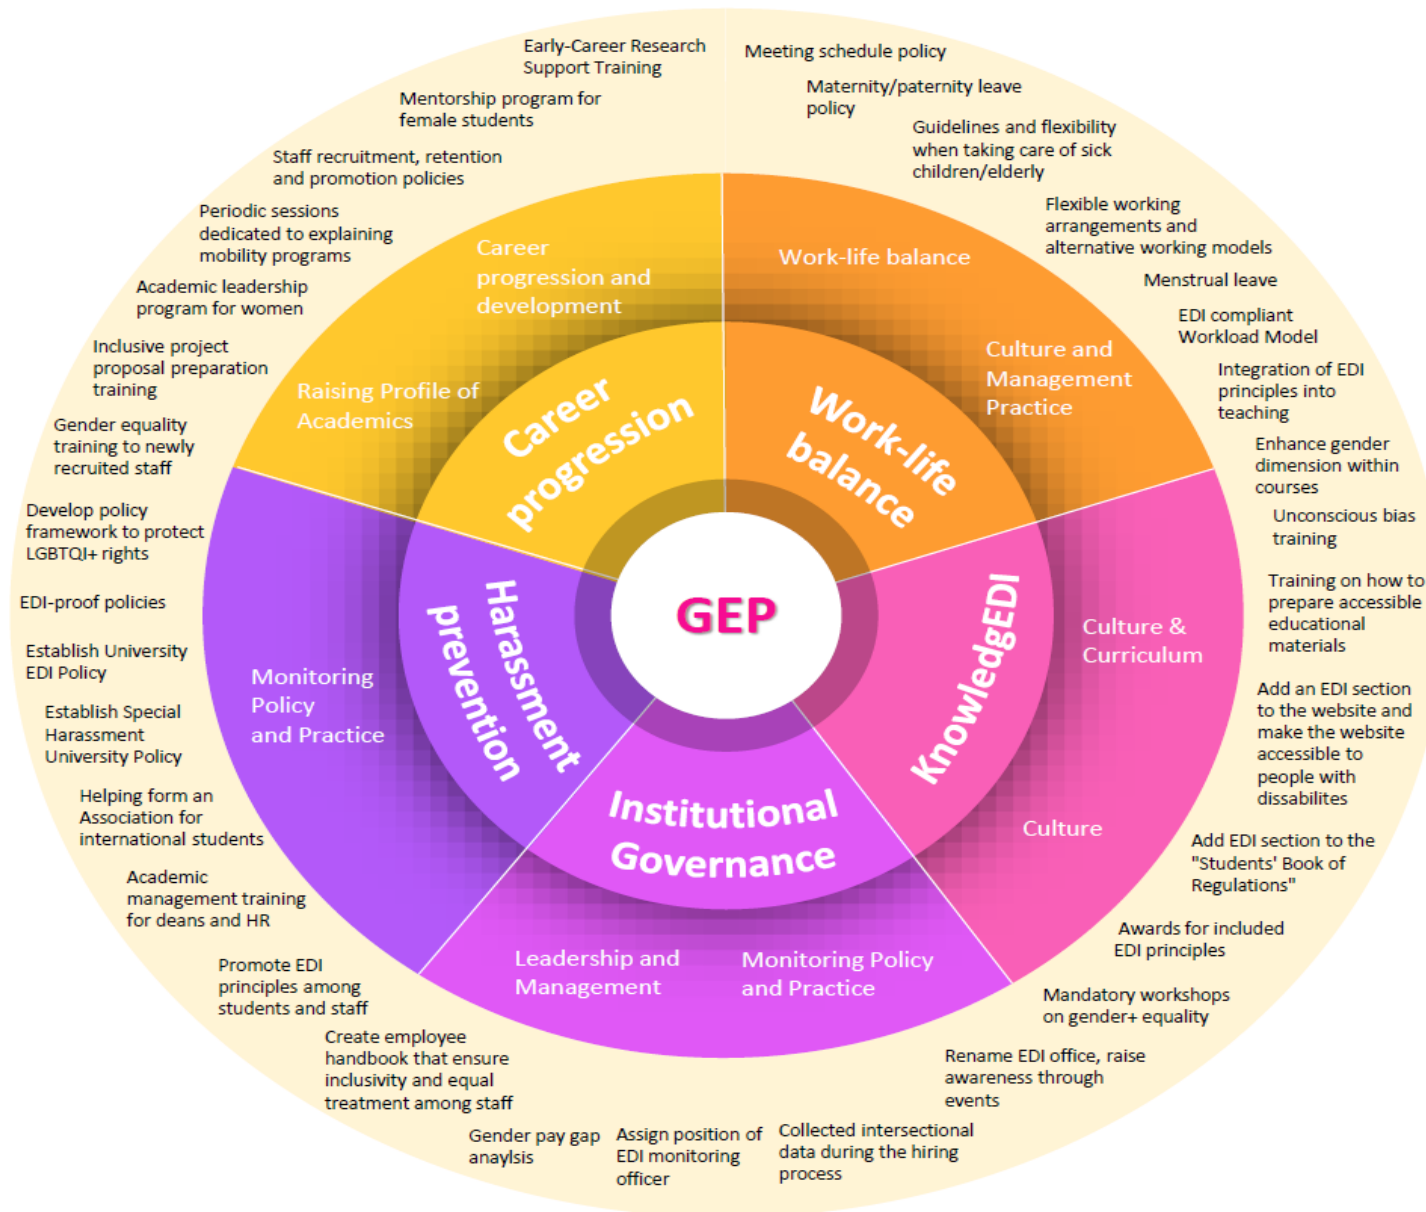 Early-Career Research
Support Training
Mentorship program for
female students
Staff recruitment, retention
and promotion policies
Periodic sessions
dedicated to explaining
mobility programs
Academic leadership
program for women
Inclusive project
proposal preparation
training
Gender equality
training to newly
recruited staff
Develop policy
framework to protect
LGBTQI+ rights
EDI-proof policies
Establish University
EDI Policy
Establish Special
Harassment
University Policy
Helping form an
Association for
international students
Academic
management training
for deans and HR
Promote EDI
principles among
students and staff
Create employee
handbook that ensure
inclusivity and equal
treatment among staff
Gender pay gap
anaylsis
Assign position of
EDI monitoring
officer
Collected intersectional
data during the hiring
process
Meeting schedule policy
Maternity/paternity leave
policy
Guidelines and flexibility
when taking care of sick
children/elderly
Flexible working
arrangements and
alternative working models
Menstrual leave
EDI compliant
Workload Model
Integration of EDI
principles into
teaching
Enhance gender
dimension within
courses
Unconscious bias
training
Training on how to
prepare accessible
educational
materials
Add an EDI section
to the website and
make the website
accessible to
people with
dissabilites
Add EDI section to the
"Students' Book of
Regulations"
Awards for included
EDI principles
Mandatory workshops
on gender+ equality
Rename EDI office, raise
awareness through
events
Career
progression and
development
Raising Profile of
Academics
Work-life balance
Culture and
Management
Practice
Culture &
Curriculum
Culture
Monitoring Policy
and Practice
Leadership and
Management
Monitoring
Policy
and Practice
Career
progression
Work-life
balance
KnowledgEDI
Institutional
Governance
Harassment
prevention
GEP